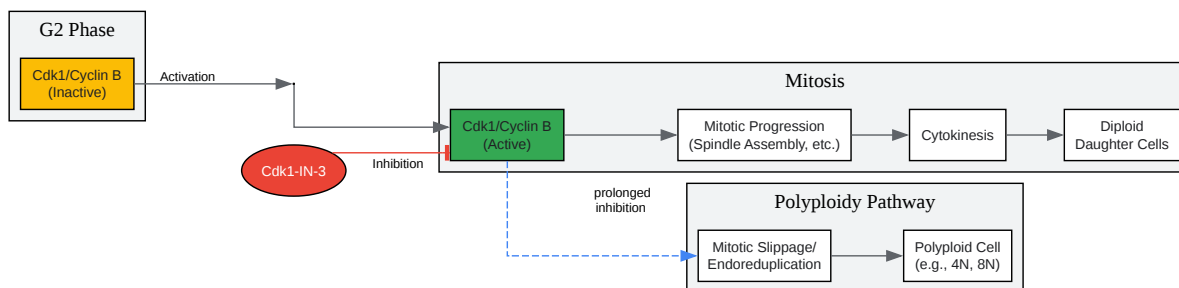 G2 Phase
Cdk1/Cyclin B
(Inactive)
Activation
Mitosis
Cdk1/Cyclin B
(Active)
Mitotic Progression
(Spindle Assembly, etc.)
Cytokinesis
Diploid
Daughter Cells
Inhibition
Cdk1-IN-3
prolonged
inhibition
Polyploidy Pathway
Mitotic Slippage/
Endoreduplication
Polyploid Cell
(e.g., 4N, 8N)